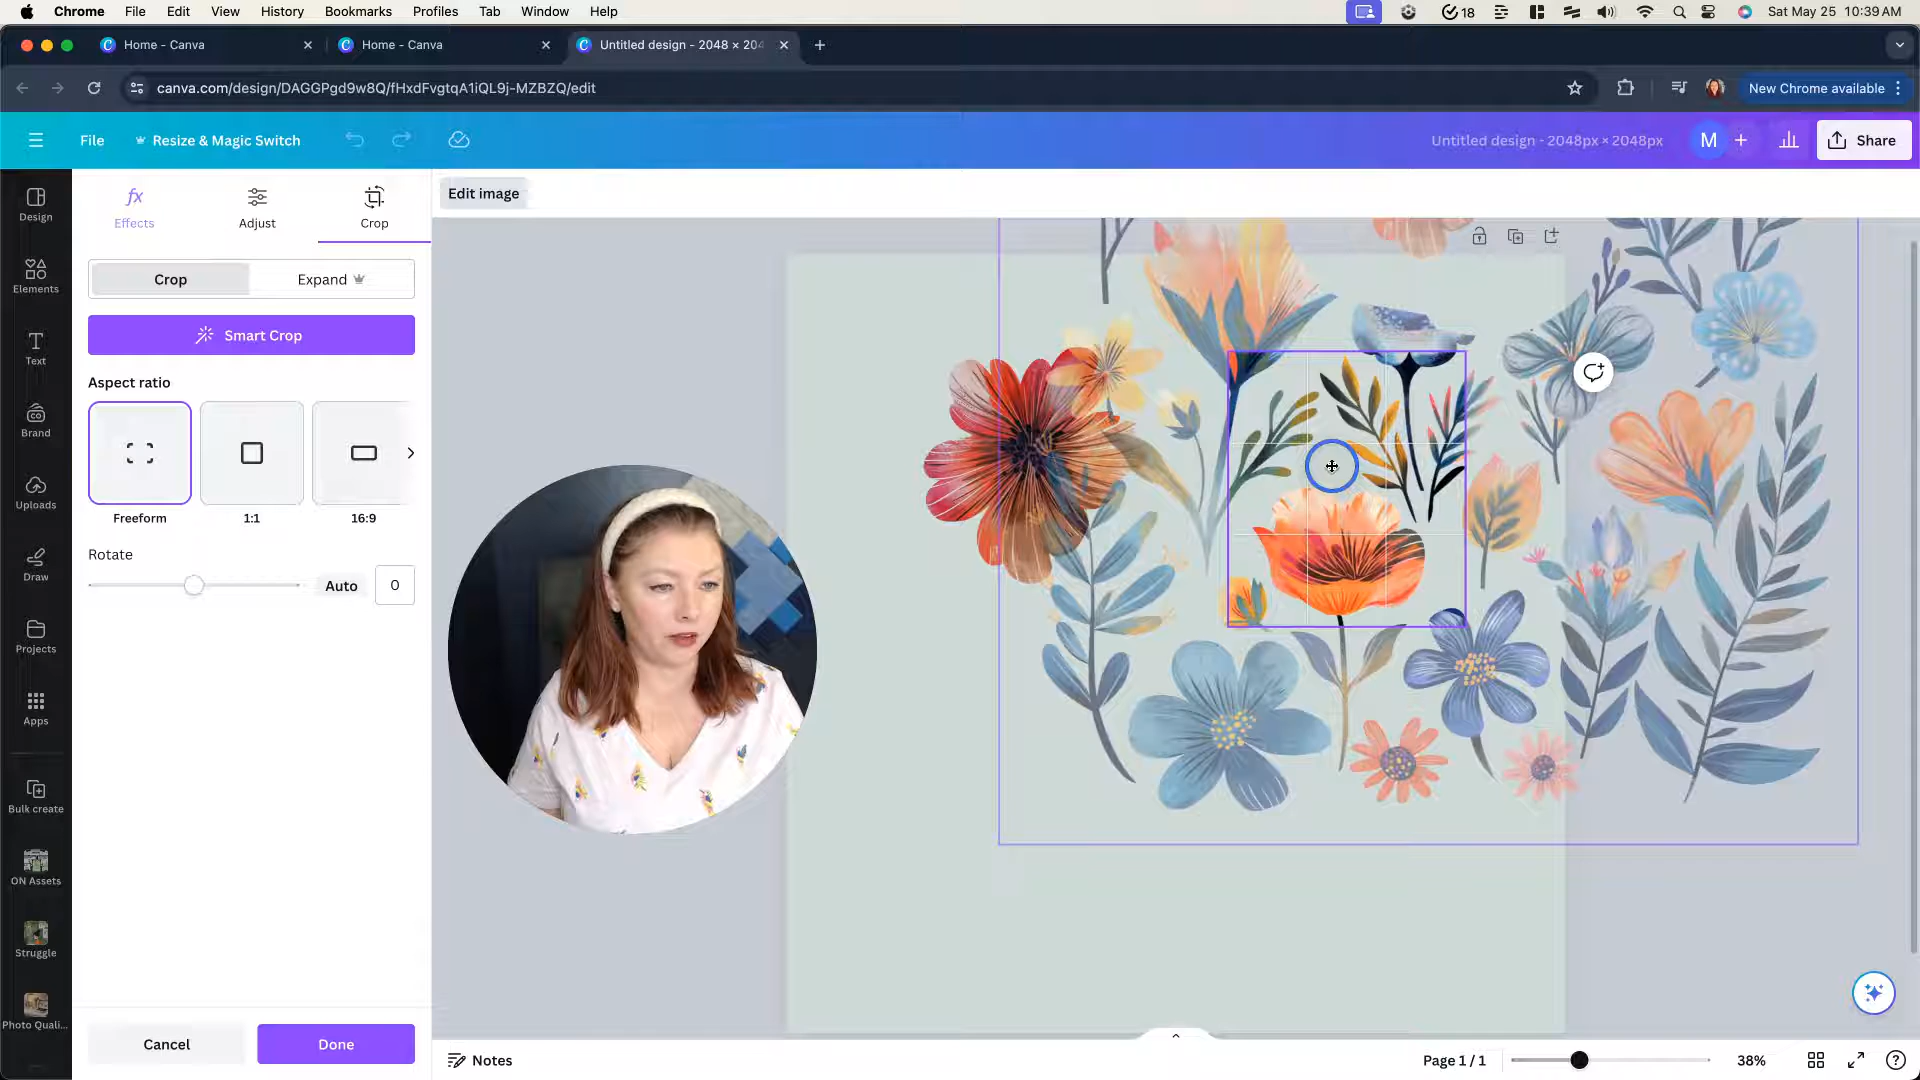 Chrome File Edit View History Bookmarks Profiles Tab Window Help 18 Sat May 25 10:39 AM
Home - Canva Home - Canva Untitled design - 2048 × 204
canva.com/design/DAGGPgd9w8Q/fHxdFvgtqA1iQL9j-MZBZQ/edit New Chrome available
File Resize & Magic Switch Untitled design - 2048px × 2048px M Share
Design
Elements
Text
Brand
Uploads
Draw
Projects
Apps
Bulk create
ON Assets
Struggle
Photo Quali...
fx
Effects Adjust Crop
Edit image
Crop Expand
Smart Crop
Aspect ratio
Freeform 1:1 16:9
Rotate
Auto 0
Cancel Done
Notes Page 1 / 1 38%